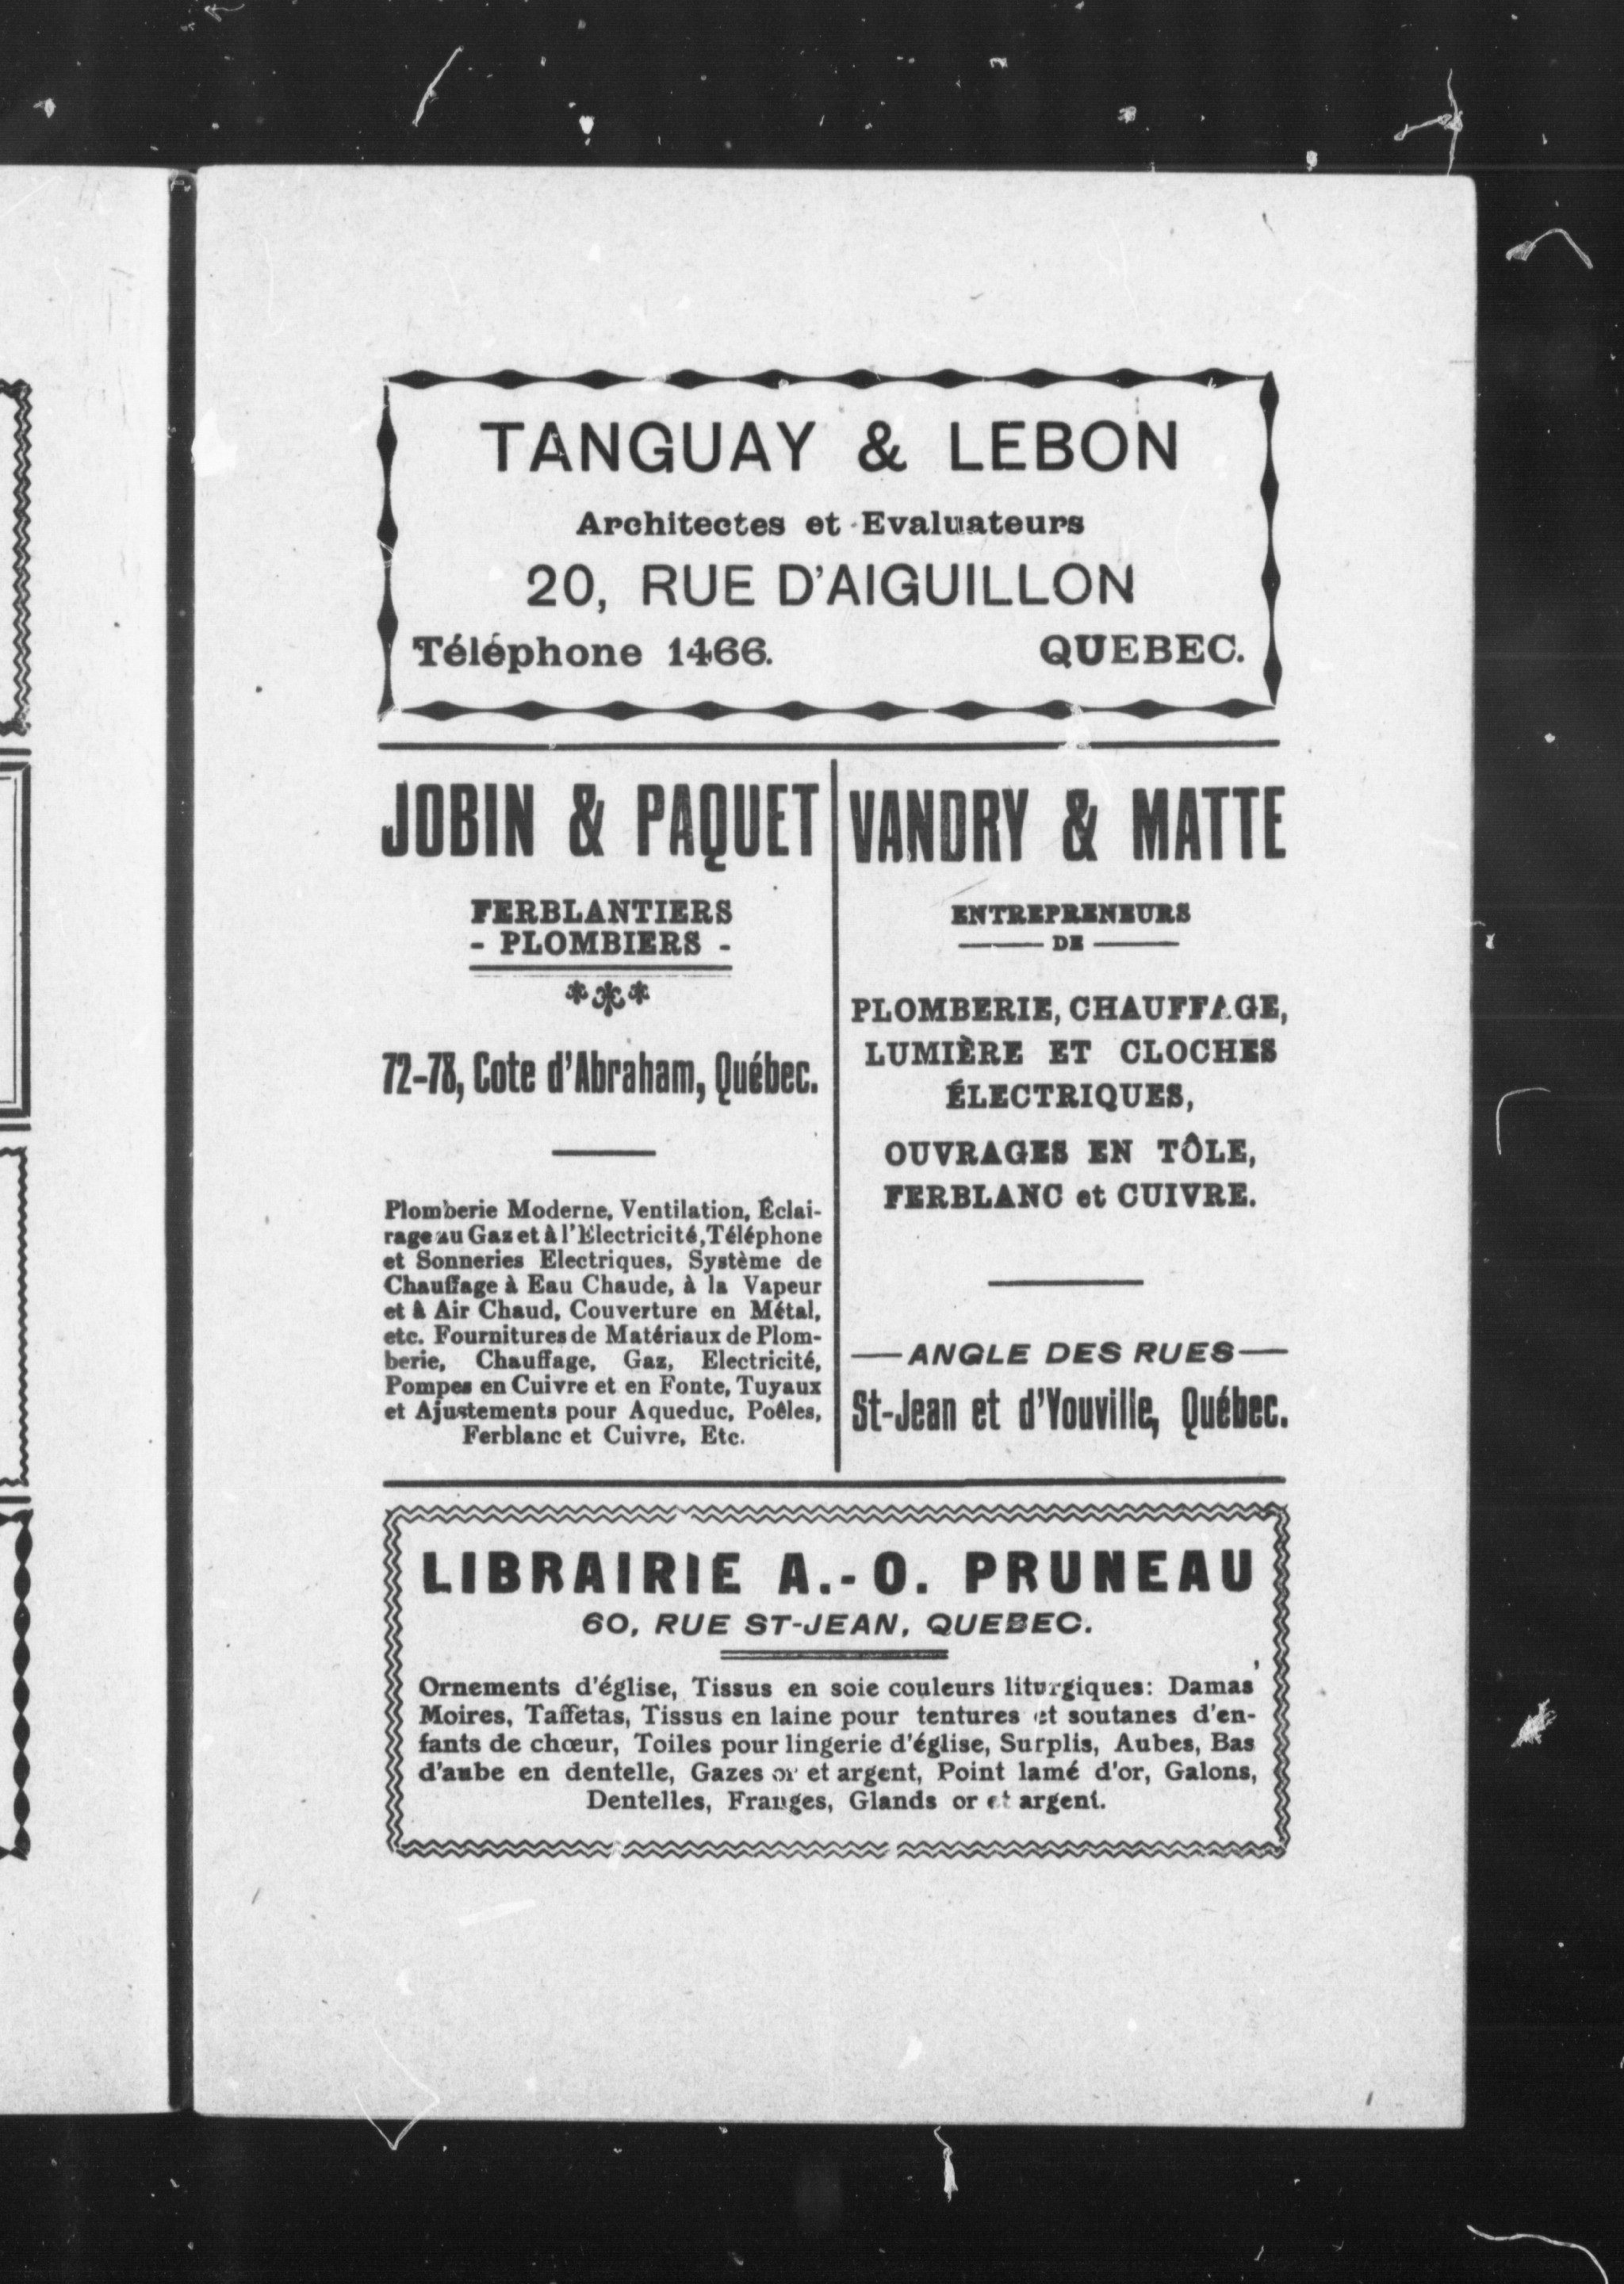 TANGUAY & LEBON
Architectes et Evaluateurs
20, RUE D'AIGUILLON
Téléphone 1466. QUEBEC.
JOBIN & PAQUET
FERBLANTIERS
- PLOMBIERS -
72-78, Cote d'Abraham, Québec.
Plomberie Moderne, Ventilation, Éclai-
rage au Gaz et à l'Electricité, Téléphone
et Sonneries Electriques, Système de
Chauffage à Eau Chaude, à la Vapeur
et à Air Chaud, Couverture en Métal,
etc. Fournitures de Matériaux de Plom-
berie, Chauffage, Gaz, Electricité,
Pompes en Cuivre et en Fonte, Tuyaux
et Ajustements pour Aqueduc, Poêles,
Ferblanc et Cuivre, Etc.
VANDRY & MATTE
ENTREPRENEURS
DE
PLOMBERIE, CHAUFFAGE,
LUMIÈRE ET CLOCHES
ÉLECTRIQUES,
OUVRAGES EN TÔLE,
FERBLANC et CUIVRE.
ANGLE DES RUES
St-Jean et d'Youville, Québec.
LIBRAIRIE A.-O. PRUNEAU
60, RUE ST-JEAN, QUEBEC.
Ornements d'église, Tissus en soie couleurs liturgiques: Damas
Moires, Taffetas, Tissus en laine pour tentures et soutanes d'en-
fants de chœur, Toiles pour lingerie d'église, Surplis, Aubes, Bas
d'aube en dentelle, Gazes or et argent, Point lamé d'or, Galons,
Dentelles, Franges, Glands or et argent.